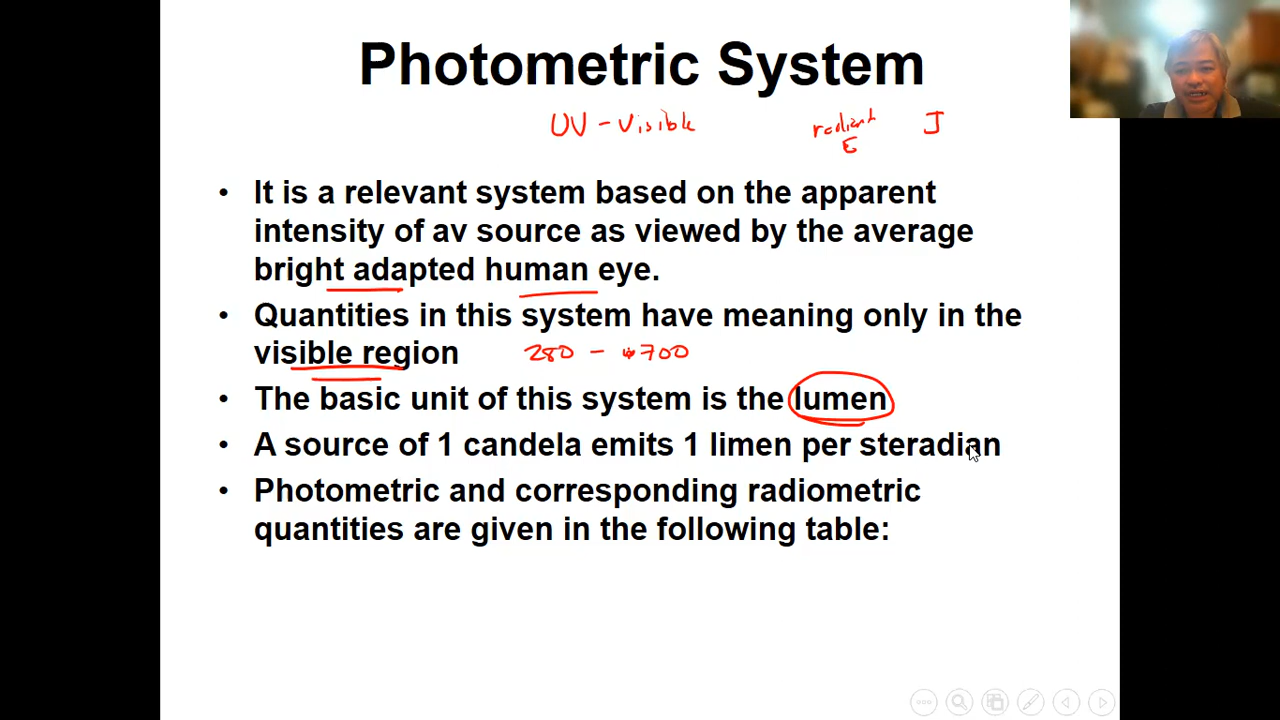 Photometric System
UV - Visible radiant J
E
• It is a relevant system based on the apparent
intensity of av source as viewed by the average
bright adapted human eye.
• Quantities in this system have meaning only in the
visible region 280 - 700
• The basic unit of this system is the lumen
• A source of 1 candela emits 1 limen per steradian
• Photometric and corresponding radiometric
quantities are given in the following table: